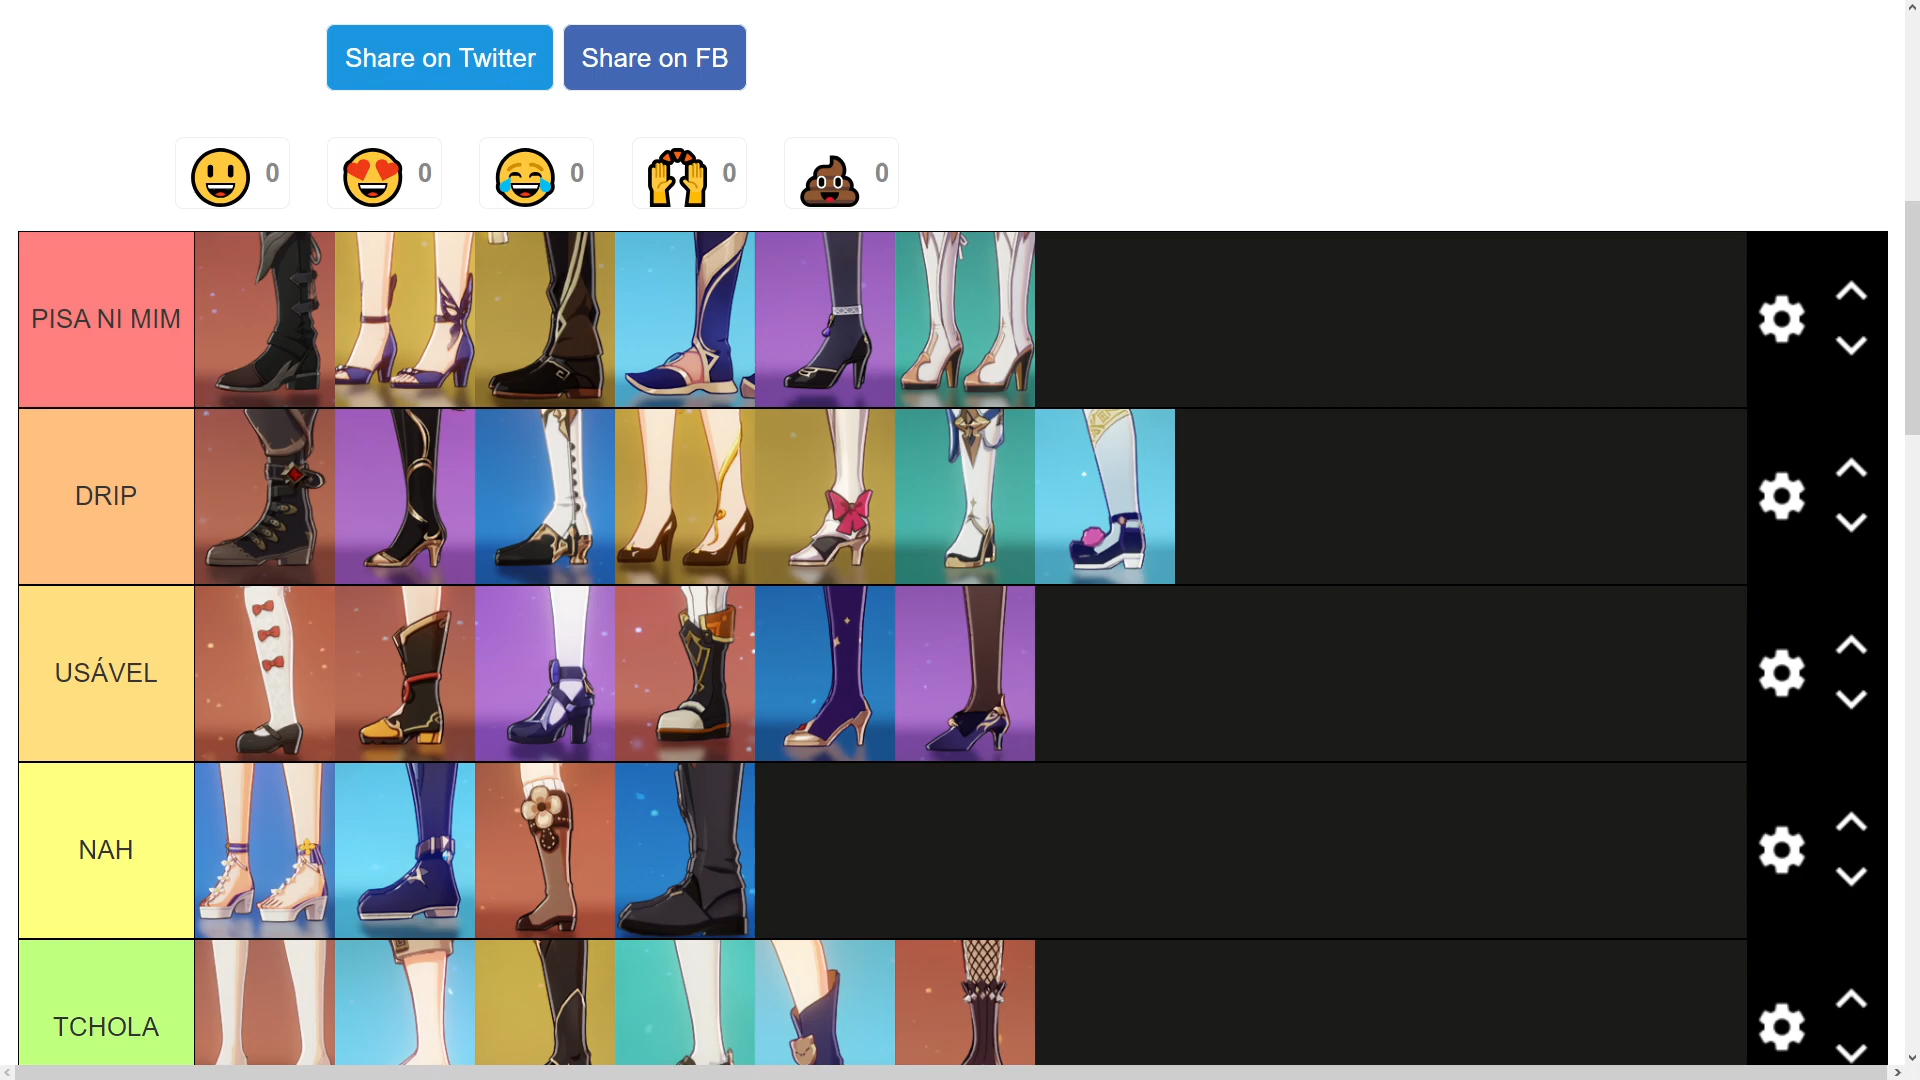 Share on Twitter Share on FB
0 0 0 0 0
PISA NI MIM
DRIP
USÁVEL
NAH
TCHOLA